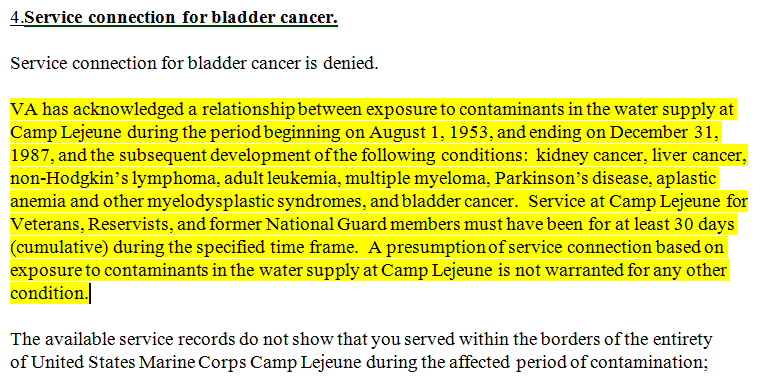 4.Service connection for bladder cancer.
Service connection for bladder cancer is denied.
VA has acknowledged a relationship between exposure to contaminants in the water supply at
Camp Lejeune during the period beginning on August 1, 1953, and ending on December 31,
1987, and the subsequent development of the following conditions:  kidney cancer, liver cancer,
non-Hodgkin’s lymphoma, adult leukemia, multiple myeloma, Parkinson’s disease, aplastic
anemia and other myelodysplastic syndromes, and bladder cancer.  Service at Camp Lejeune for
Veterans, Reservists, and former National Guard members must have been for at least 30 days
(cumulative) during the specified time frame.  A presumption of service connection based on
exposure to contaminants in the water supply at Camp Lejeune is not warranted for any other
condition.
The available service records do not show that you served within the borders of the entirety
of United States Marine Corps Camp Lejeune during the affected period of contamination;